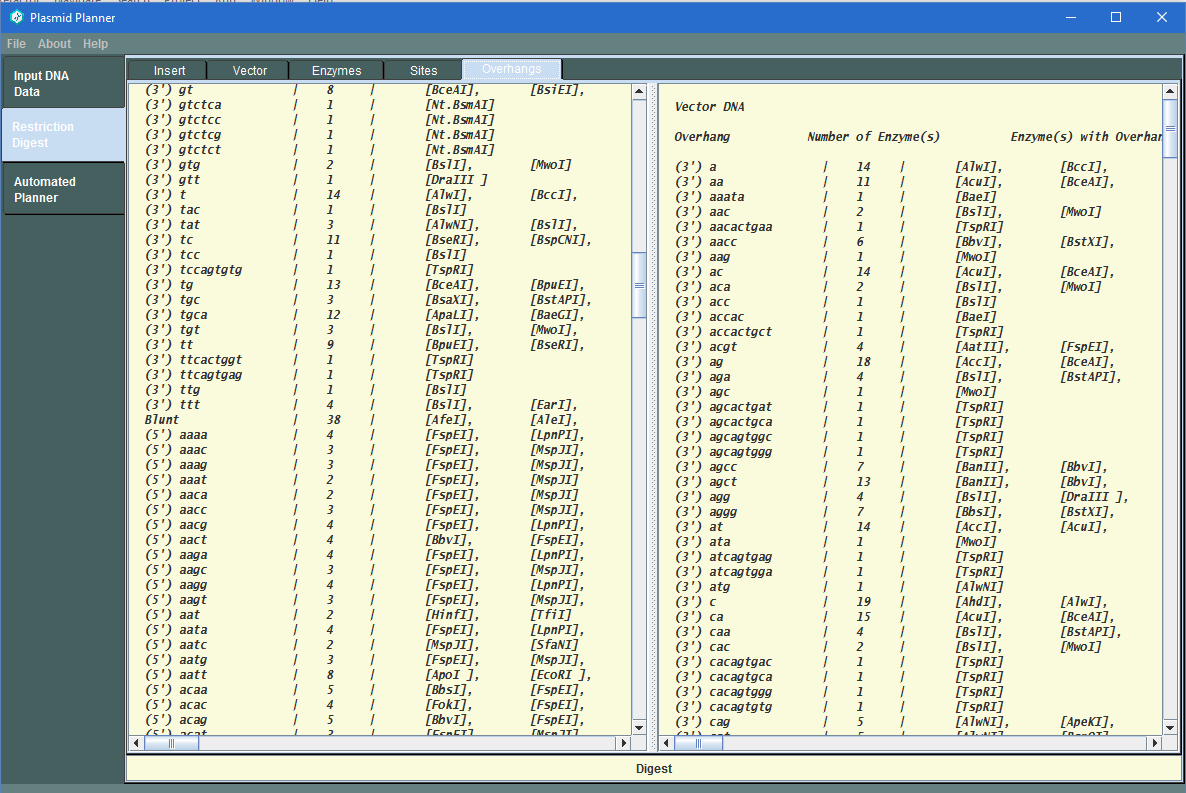 Plasmid Planner
File About Help
Input DNA
Data
Restriction
Digest
Automated
Planner
Insert Vector Enzymes Sites Overhangs
(3') gt | 8 | [BceAI], [BsiEI],
(3') gtctca | 1 | [Nt.BsmAI]
(3') gtctcc | 1 | [Nt.BsmAI]
(3') gtctcg | 1 | [Nt.BsmAI]
(3') gtctct | 1 | [Nt.BsmAI]
(3') gtg | 2 | [BslI], [MwoI]
(3') gtt | 1 | [DraIII ]
(3') t | 14 | [AlwI], [BccI],
(3') tac | 1 | [BslI]
(3') tat | 3 | [AlwNI], [BslI],
(3') tc | 11 | [BseRI], [BspCNI],
(3') tcc | 1 | [BslI]
(3') tccagtgtg | 1 | [TspRI]
(3') tg | 13 | [BceAI], [BpuEI],
(3') tgc | 3 | [BsaXI], [BstAPI],
(3') tgca | 12 | [ApaLI], [BaeGI],
(3') tgt | 3 | [BslI], [MwoI],
(3') tt | 9 | [BpuEI], [BseRI],
(3') ttcactggt | 1 | [TspRI]
(3') ttcagtgag | 1 | [TspRI]
(3') ttg | 1 | [BslI]
(3') ttt | 4 | [BslI], [EarI],
Blunt | 38 | [AfeI], [AleI],
(5') aaaa | 4 | [FspEI], [LpnPI],
(5') aaac | 3 | [FspEI], [MspJI],
(5') aaag | 3 | [FspEI], [MspJI],
(5') aaat | 2 | [FspEI], [MspJI]
(5') aaca | 2 | [FspEI], [MspJI]
(5') aacc | 3 | [FspEI], [MspJI],
(5') aacg | 4 | [FspEI], [LpnPI],
(5') aact | 4 | [BbvI], [FspEI],
(5') aaga | 4 | [FspEI], [LpnPI],
(5') aagc | 3 | [FspEI], [MspJI],
(5') aagg | 4 | [FspEI], [LpnPI],
(5') aagt | 3 | [FspEI], [MspJI],
(5') aat | 2 | [HinfI], [TfiI]
(5') aata | 4 | [FspEI], [LpnPI],
(5') aatc | 2 | [MspJI], [SfaNI]
(5') aatg | 3 | [FspEI], [MspJI],
(5') aatt | 8 | [ApoI ], [EcoRI ],
(5') acaa | 5 | [BbsI], [FspEI],
(5') acac | 4 | [FokI], [FspEI],
(5') acag | 5 | [BbvI], [FspEI],
Vector DNA
Overhang Number of Enzyme(s) Enzyme(s) with Overhan
(3') a | 14 | [AlwI], [BccI],
(3') aa | 11 | [AcuI], [BceAI],
(3') aaata | 1 | [BaeI]
(3') aac | 2 | [BslI], [MwoI]
(3') aacactgaa | 1 | [TspRI]
(3') aacc | 6 | [BbvI], [BstXI],
(3') aag | 1 | [MwoI]
(3') ac | 14 | [AcuI], [BceAI],
(3') aca | 2 | [BslI], [MwoI]
(3') acc | 1 | [BslI]
(3') accac | 1 | [BaeI]
(3') accactgct | 1 | [TspRI]
(3') acgt | 4 | [AatII], [FspEI],
(3') ag | 18 | [AccI], [BceAI],
(3') aga | 4 | [BslI], [BstAPI],
(3') agc | 1 | [MwoI]
(3') agcactgat | 1 | [TspRI]
(3') agcactgca | 1 | [TspRI]
(3') agcagtggc | 1 | [TspRI]
(3') agcagtggg | 1 | [TspRI]
(3') agcc | 7 | [BanII], [BbvI],
(3') agct | 13 | [BanII], [BbvI],
(3') agg | 4 | [BslI], [DraIII ],
(3') aggg | 7 | [BbsI], [BstXI],
(3') at | 14 | [AccI], [AcuI],
(3') ata | 1 | [MwoI]
(3') atcagtgag | 1 | [TspRI]
(3') atcagtgga | 1 | [TspRI]
(3') atg | 1 | [AlwNI]
(3') c | 19 | [AhdI], [AlwI],
(3') ca | 15 | [AcuI], [BceAI],
(3') caa | 4 | [BslI], [BstAPI],
(3') cac | 2 | [BslI], [MwoI]
(3') cacagtgac | 1 | [TspRI]
(3') cacagtgca | 1 | [TspRI]
(3') cacagtggg | 1 | [TspRI]
(3') cacagtgtg | 1 | [TspRI]
(3') cag | 5 | [AlwNI], [ApeKI],
Digest